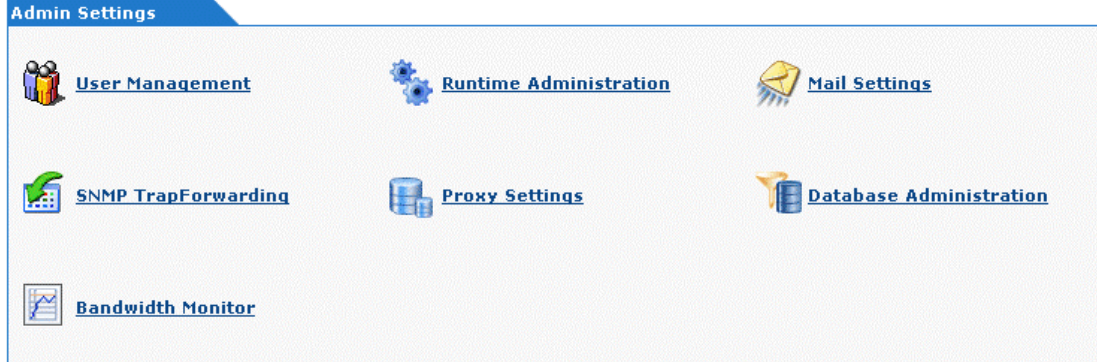 Admin Settings
User Management
Runtime Administration
Mail Settings
SNMP TrapForwarding
Proxy Settings
Database Administration
Bandwidth Monitor